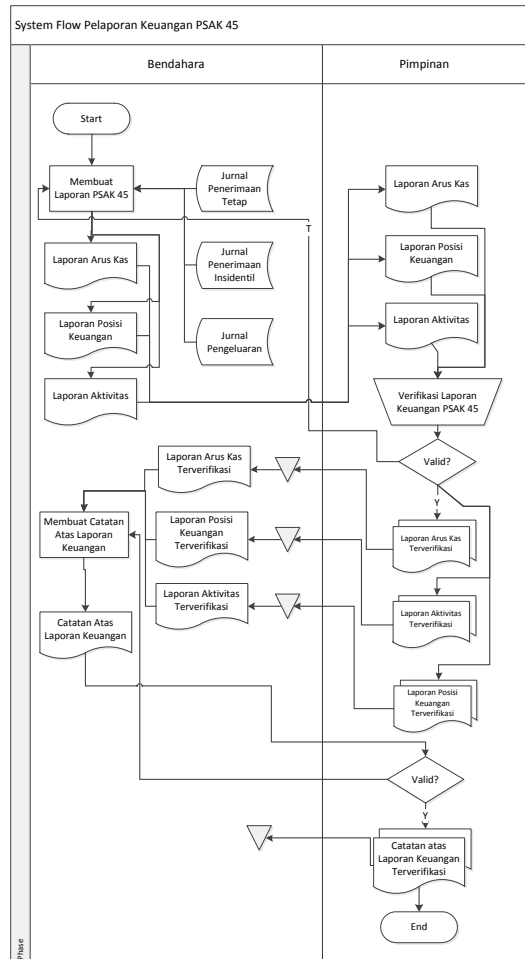 System Flow Pelaporan Keuangan PSAK 45
Bendahara
Pimpinan
Start
Membuat
Laporan PSAK 45
Jurnal
Penerimaan
Tetap
Laporan Arus Kas
T
Laporan Arus Kas
Jurnal
Penerimaan
Insidentil
Laporan Posisi
Keuangan
Laporan Posisi
Keuangan
Jurnal
Pengeluaran
Laporan Aktivitas
Laporan Aktivitas
Verifikasi Laporan
Keuangan PSAK 45
Valid?
Y
Laporan Arus Kas
Terverifikasi
Membuat Catatan
Atas Laporan
Keuangan
Laporan Posisi
Keuangan
Terverifikasi
Laporan Arus Kas
Terverifikasi
Laporan Aktivitas
Terverifikasi
Laporan Aktivitas
Terverifikasi
Catatan Atas
Laporan Keuangan
Laporan Posisi
Keuangan
Terverifikasi
Valid?
Y
Catatan atas
Laporan Keuangan
Terverifikasi
End
Phase